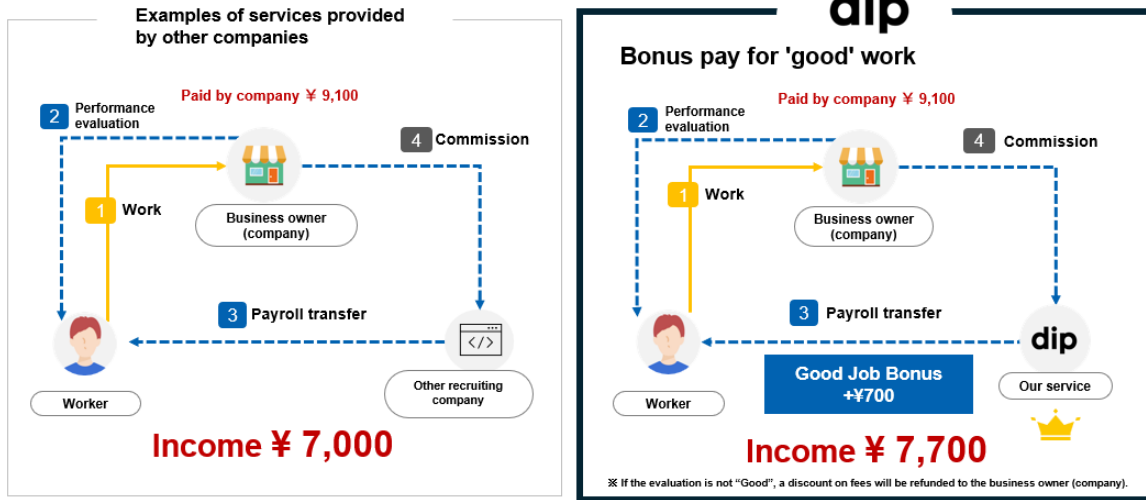 Examples of services provided
by other companies
Paid by company ¥ 9,100
2
Performance
evaluation
4
Commission
1
Work
Business owner
(company)
3
Payroll transfer
</>
Worker
Other recruiting
company
Income ¥ 7,000
dip
Bonus pay for 'good' work
Paid by company ¥ 9,100
2
Performance
evaluation
4
Commission
1
Work
Business owner
(company)
3
Payroll transfer
dip
Good Job Bonus
+¥700
Our service
Worker
Income ¥ 7,700
※ If the evaluation is not “Good”, a discount on fees will be refunded to the business owner (company).